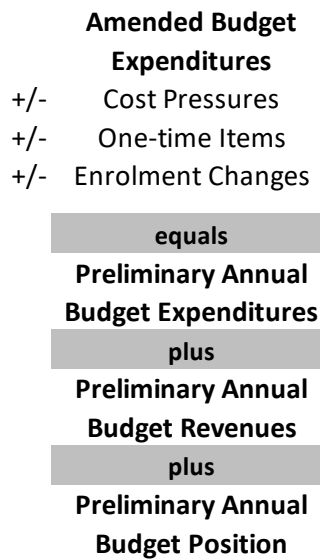 Amended Budget
Expenditures
+/- Cost Pressures
+/- One-time Items
+/- Enrolment Changes
equals
Preliminary Annual
Budget Expenditures
plus
Preliminary Annual
Budget Revenues
plus
Preliminary Annual
Budget Position